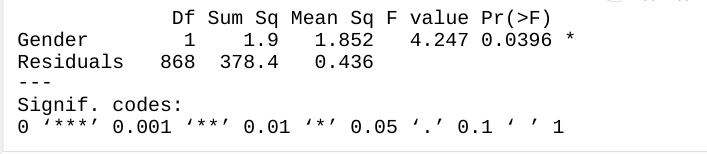 Df Sum Sq Mean Sq F value Pr(>F)
Gender        1    1.9   1.852   4.247 0.0396 *
Residuals   868  378.4   0.436
---
Signif. codes:
0 ‘***’ 0.001 ‘**’ 0.01 ‘*’ 0.05 ‘.’ 0.1 ‘ ’ 1